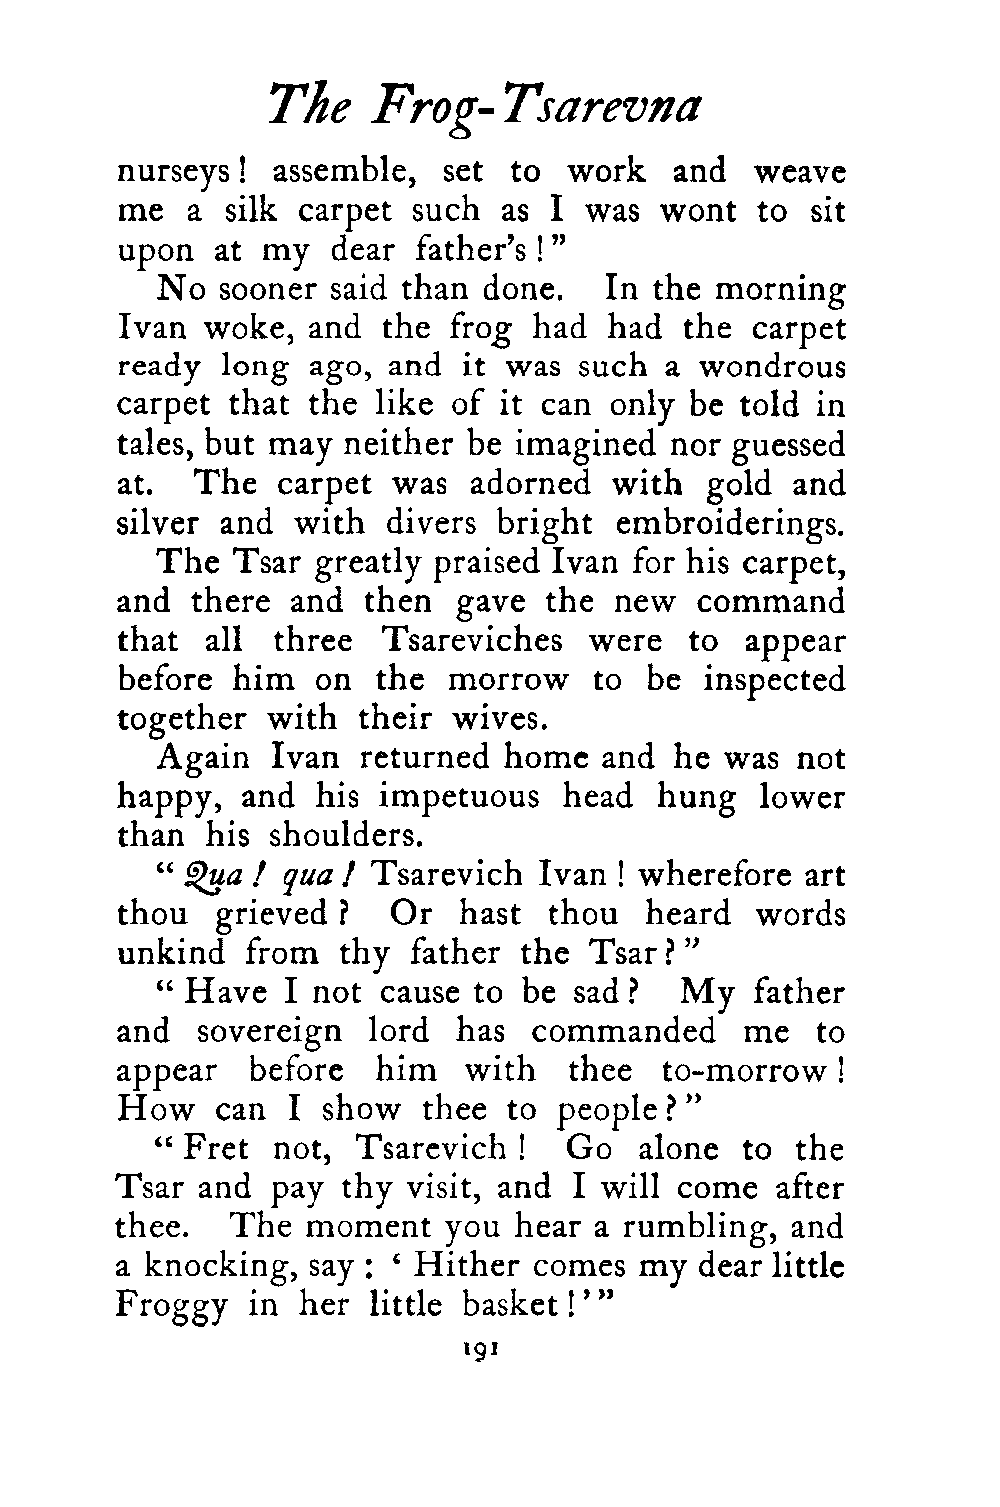 The Frog-Tsarevna
nurseys! assemble, set to work and weave
me a silk carpet such as I was wont to sit
upon at my dear father's!"
No sooner said than done. In the morning
Ivan woke, and the frog had had the carpet
ready long ago, and it was such a wondrous
carpet that the like of it can only be told in
tales, but may neither be imagined nor guessed
at. The carpet was adorned with gold and
silver and with divers bright embroiderings.
The Tsar greatly praised Ivan for his carpet,
and there and then gave the new command
that all three Tsareviches were to appear
before him on the morrow to be inspected
together with their wives.
Again Ivan returned home and he was not
happy, and his impetuous head hung lower
than his shoulders.
"Qua! qua! Tsarevich Ivan! wherefore art
thou grieved? Or hast thou heard words
unkind from thy father the Tsar?"
"Have I not cause to be sad? My father
and sovereign lord has commanded me to
appear before him with thee to-morrow!
How can I show thee to people?"
"Fret not, Tsarevich! Go alone to the
Tsar and pay thy visit, and I will come after
thee. The moment you hear a rumbling, and
a knocking, say: 'Hither comes my dear little
Froggy in her little basket!'"
191